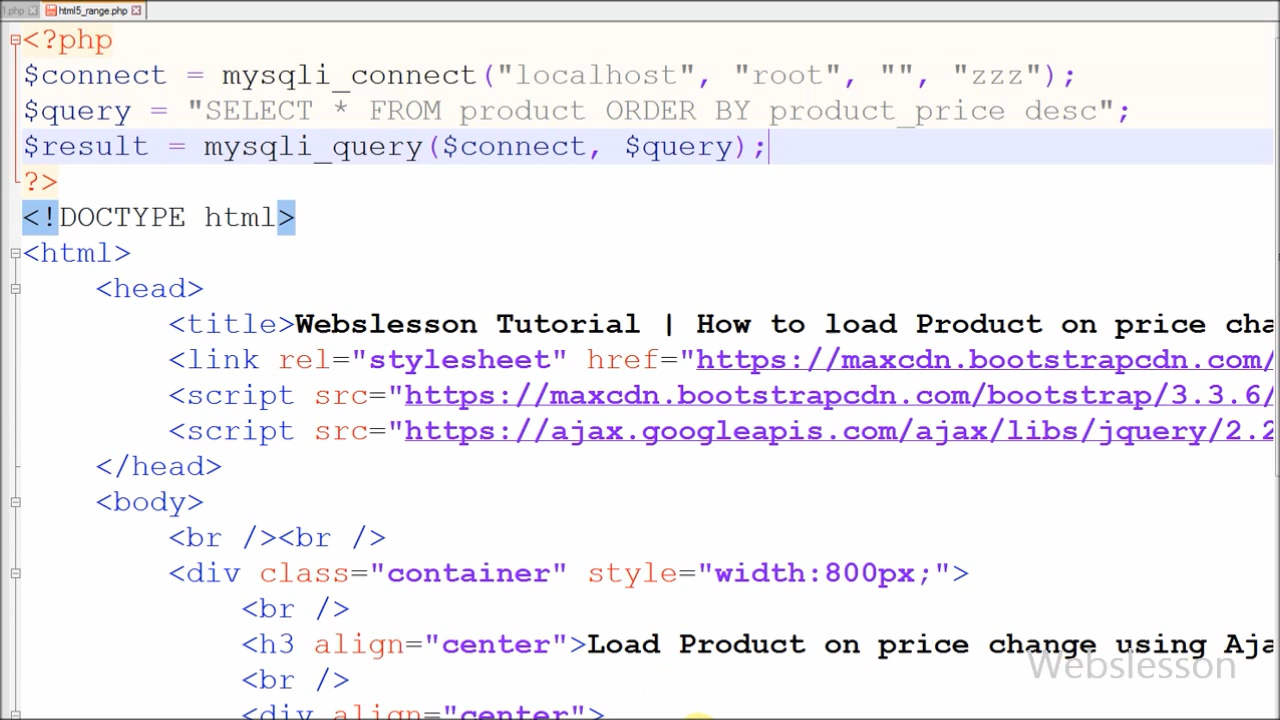 1.php html5_range.php
<?php
$connect = mysqli_connect("localhost", "root", "", "zzz");
$query = "SELECT * FROM product ORDER BY product_price desc";
$result = mysqli_query($connect, $query);
?>
<!DOCTYPE html>
<html>
<head>
<title>Webslesson Tutorial | How to load Product on price cha
<link rel="stylesheet" href="https://maxcdn.bootstrapcdn.com/
<script src="https://maxcdn.bootstrapcdn.com/bootstrap/3.3.6/
<script src="https://ajax.googleapis.com/ajax/libs/jquery/2.2
</head>
<body>
<br /><br />
<div class="container" style="width:800px;">
<br />
<h3 align="center">Load Product on price change using Aja
<br />
<div align="center">
Webslesson